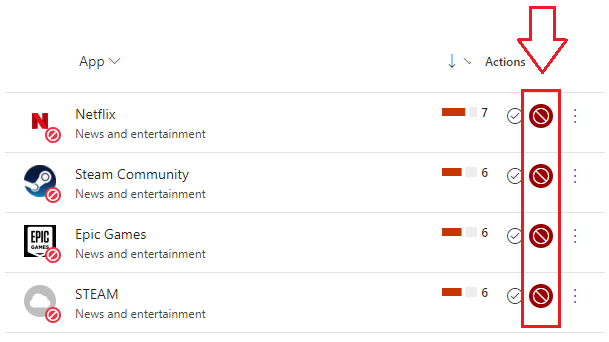 App
Actions
Netflix
7
News and entertainment
Steam Community
6
News and entertainment
EPIC
GAMES
Epic Games
6
News and entertainment
STEAM
6
News and entertainment